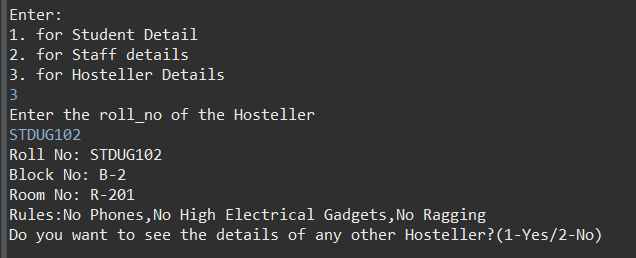 Enter:
1. for Student Detail
2. for Staff details
3. for Hosteller Details
3
Enter the roll_no of the Hosteller
STDUG102
Roll No: STDUG102
Block No: B-2
Room No: R-201
Rules:No Phones,No High Electrical Gadgets,No Ragging
Do you want to see the details of any other Hosteller?(1-Yes/2-No)